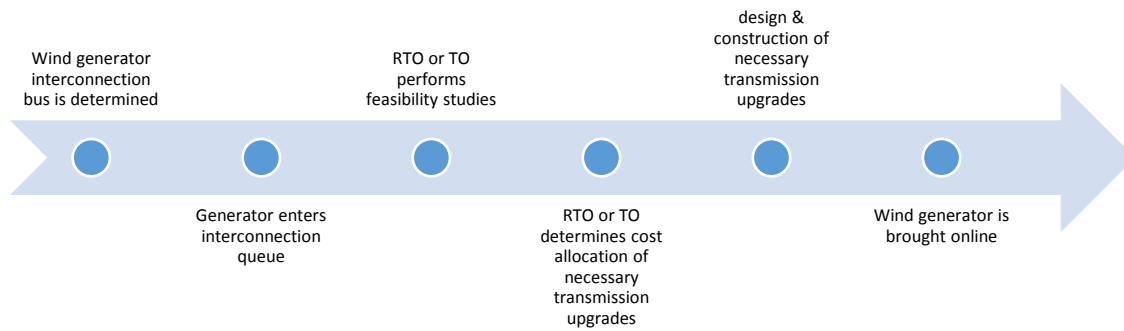 Wind generator
interconnection
bus is determined
Generator enters
interconnection
queue
RTO or TO
performs
feasibility studies
RTO or TO
determines cost
allocation of
necessary
transmission
upgrades
design &
construction of
necessary
transmission
upgrades
Wind generator is
brought online